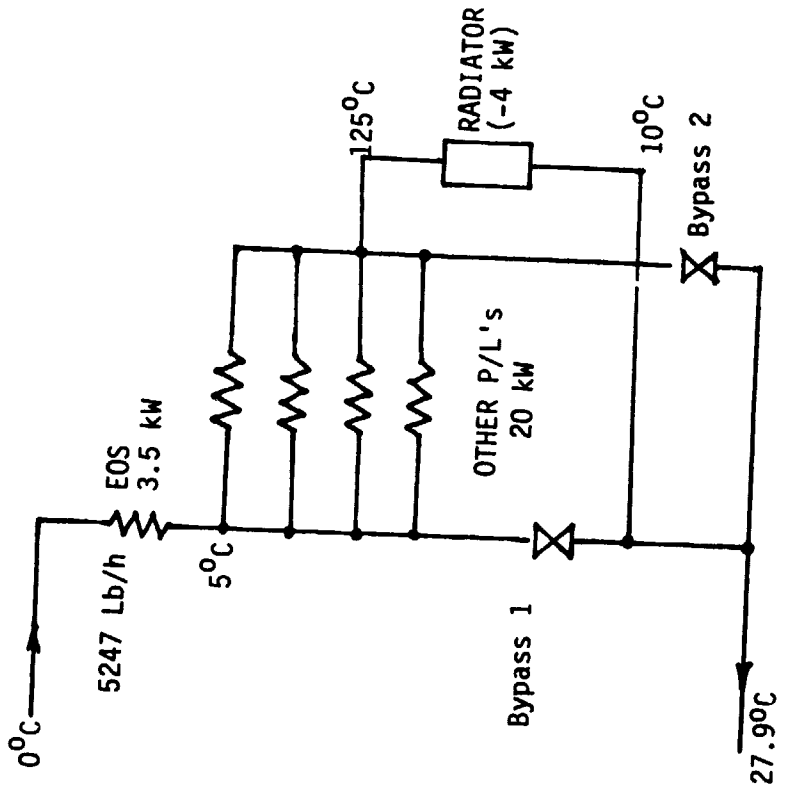 0°C
5247 Lb/h
EOS
3.5 kW
5°C
125°C
RADIATOR
(-4 kW)
OTHER P/L's
20 kW
10°C
Bypass 1
Bypass 2
27.9°C